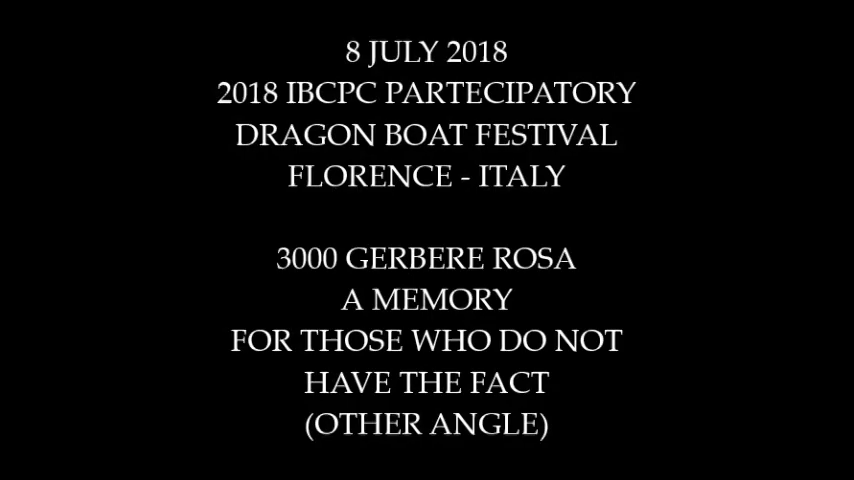 8 JULY 2018
2018 IBCPC PARTECIPATORY
DRAGON BOAT FESTIVAL
FLORENCE - ITALY
3000 GERBERE ROSA
A MEMORY
FOR THOSE WHO DO NOT
HAVE THE FACT
(OTHER ANGLE)